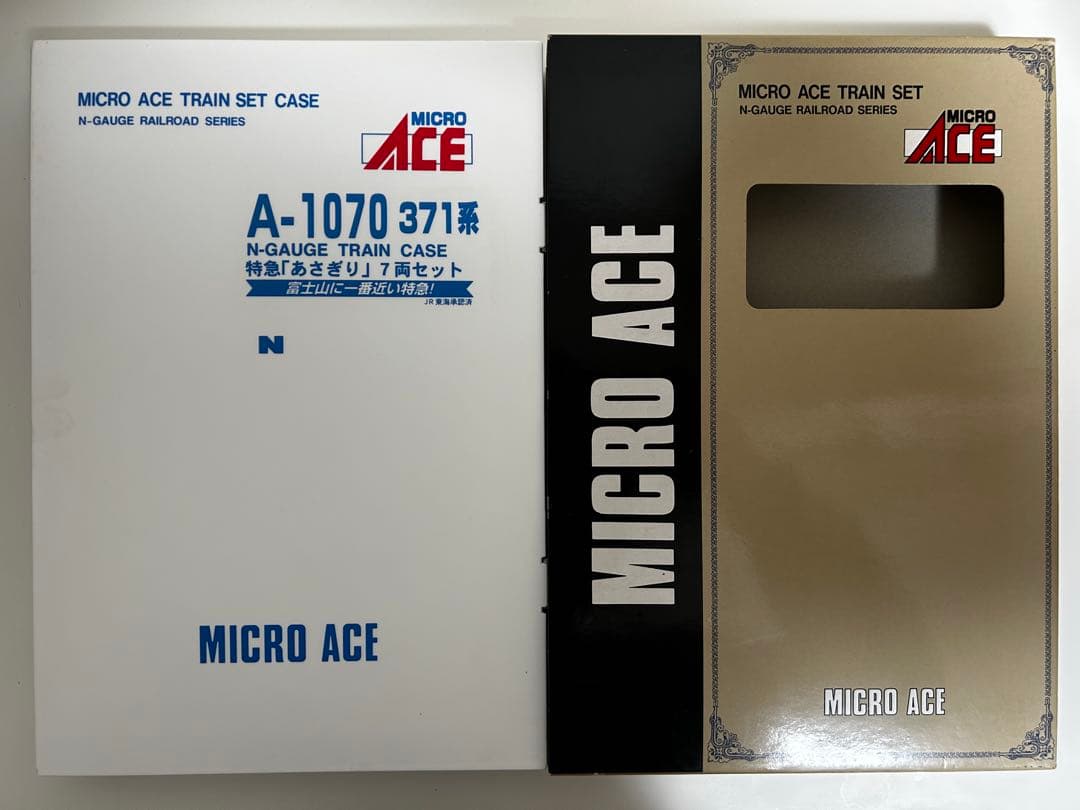 MICRO ACE TRAIN SET CASE
N-GAUGE RAILROAD SERIES
MICRO
ACE
A-1070 371系
N-GAUGE TRAIN CASE
特急「あさぎり」7両セット
富士山に一番近い特急!
JR東海承認済
N
MICRO ACE
MICRO ACE
MICRO ACE TRAIN SET
N-GAUGE RAILROAD SERIES
MICRO
ACE
MICRO ACE